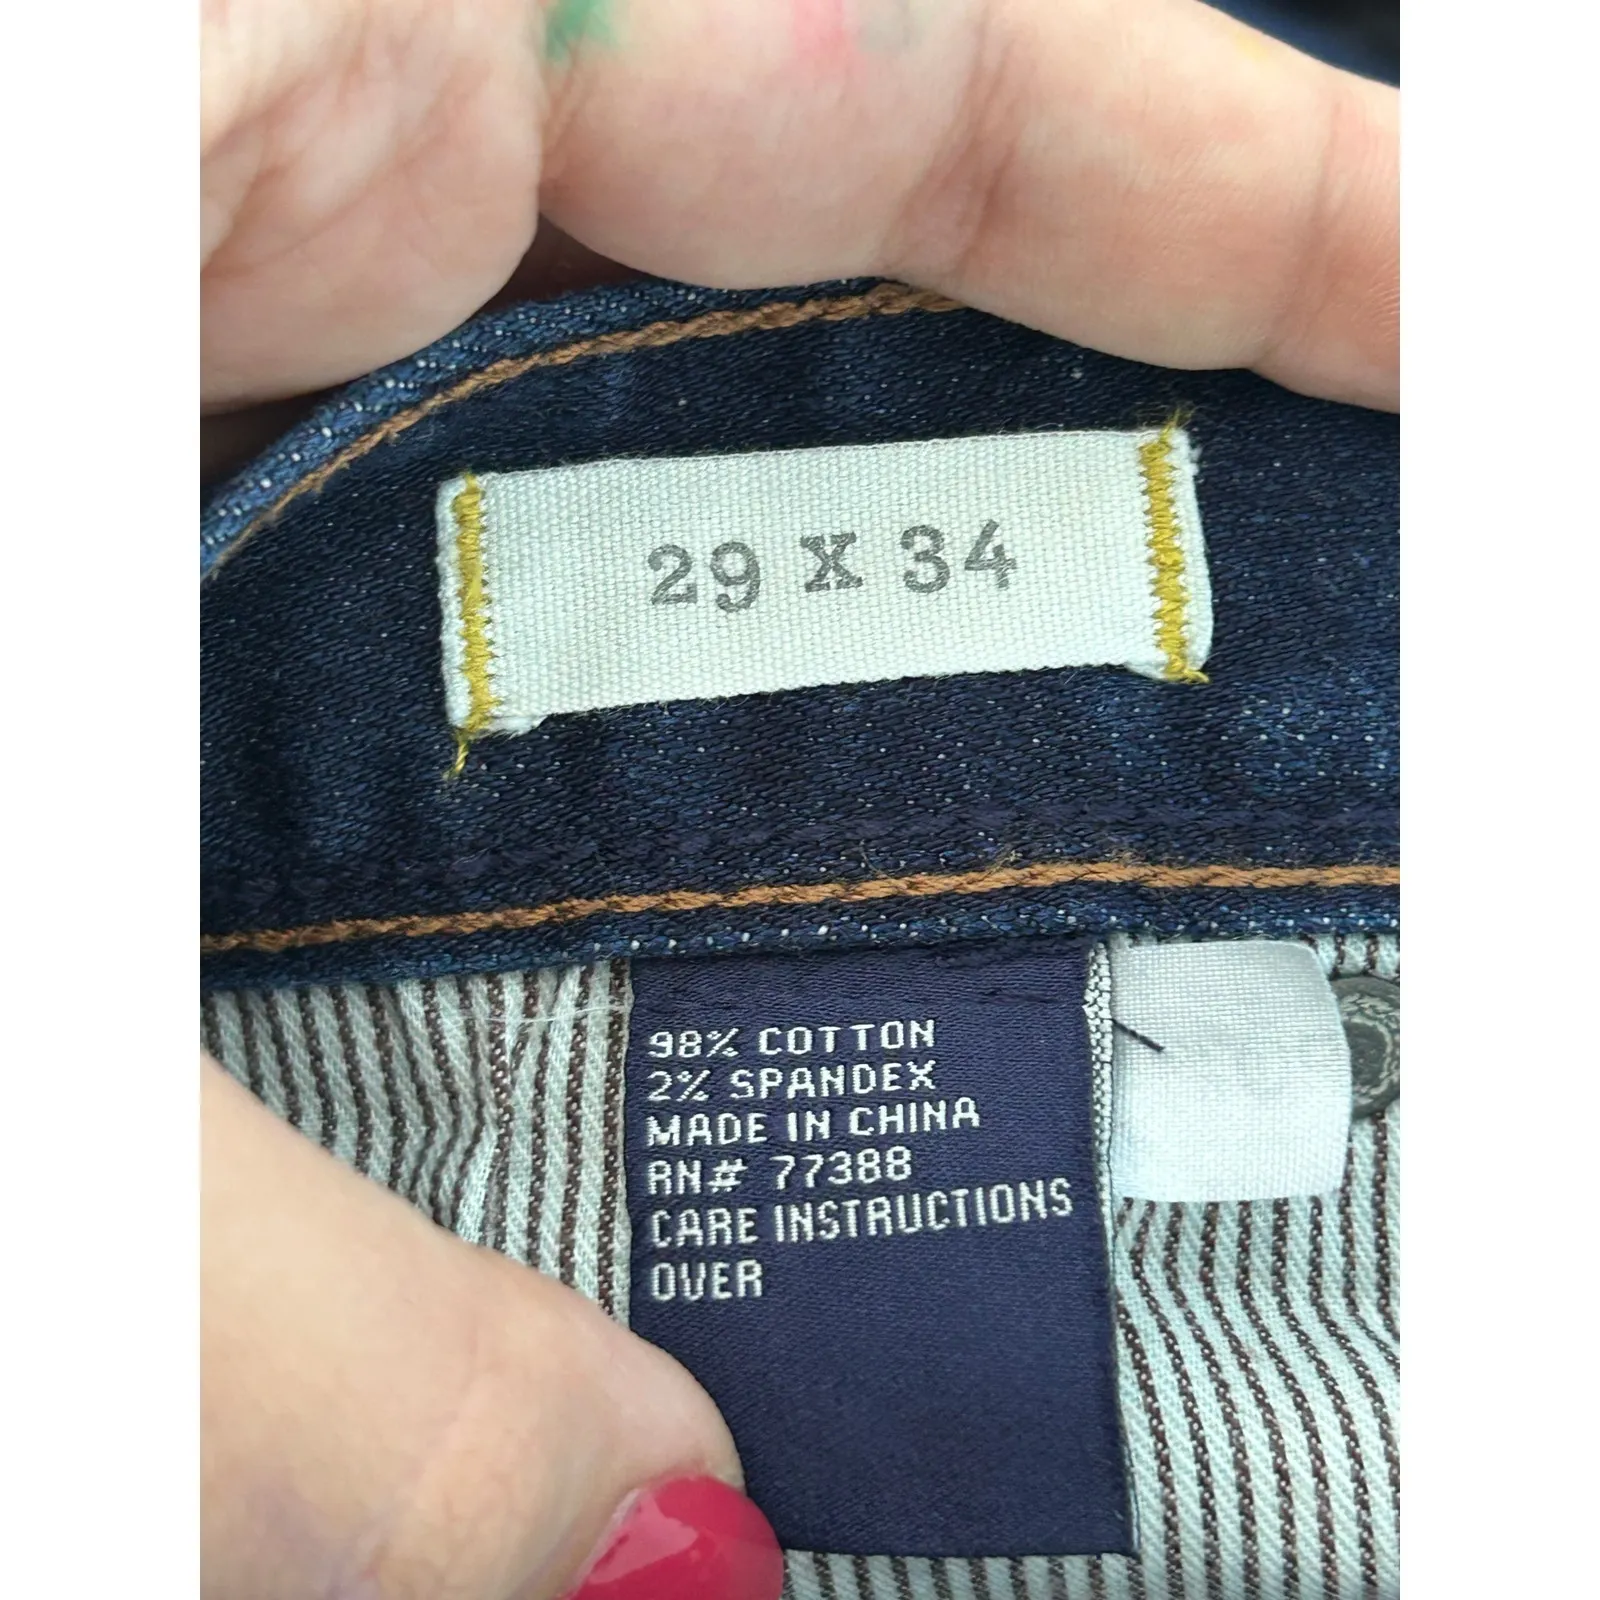 29 X 34
98% COTTON
2% SPANDEX
MADE IN CHINA
RN# 77388
CARE INSTRUCTIONS
OVER